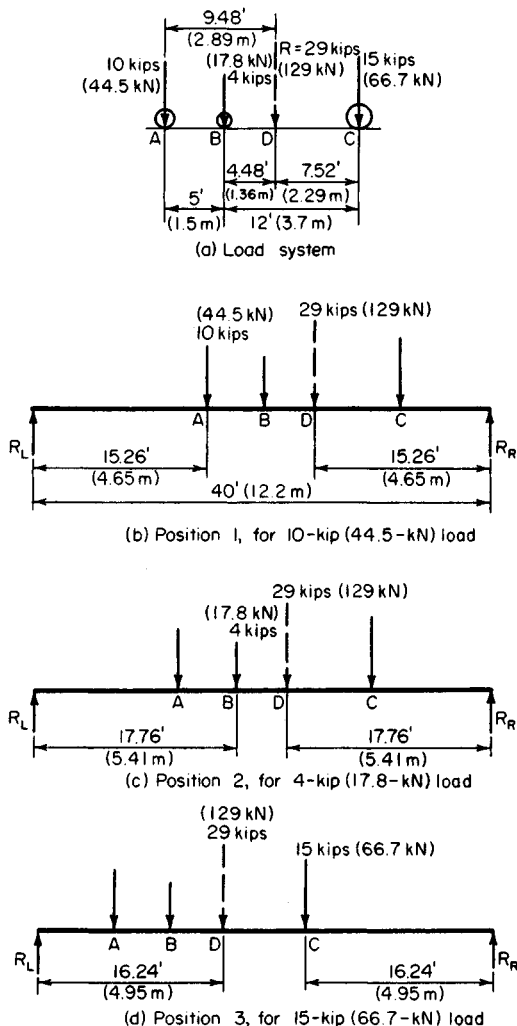 9.48'
(2.89 m)
10 kips
(44.5 kN)
(17.8 kN)
4 kips
R = 29 kips
(129 kN)
15 kips
(66.7 kN)
A B D C
4.48' 7.52'
(1.36m) (2.29 m)
5'
(1.5 m)
12' (3.7 m)
(a) Load system
(44.5 kN)
10 kips
29 kips (129 kN)
A B D C
R_L R_R
15.26' 15.26'
(4.65 m) (4.65 m)
40' (12.2 m)
(b) Position 1, for 10-kip (44.5-kN) load
29 kips (129 kN)
(17.8 kN)
4 kips
A B D C
R_L R_R
17.76' 17.76'
(5.41 m) (5.41 m)
(c) Position 2, for 4-kip (17.8-kN) load
(129 kN)
29 kips
15 kips (66.7 kN)
A B D C
R_L R_R
16.24' 16.24'
(4.95 m) (4.95 m)
(d) Position 3, for 15-kip (66.7-kN) load